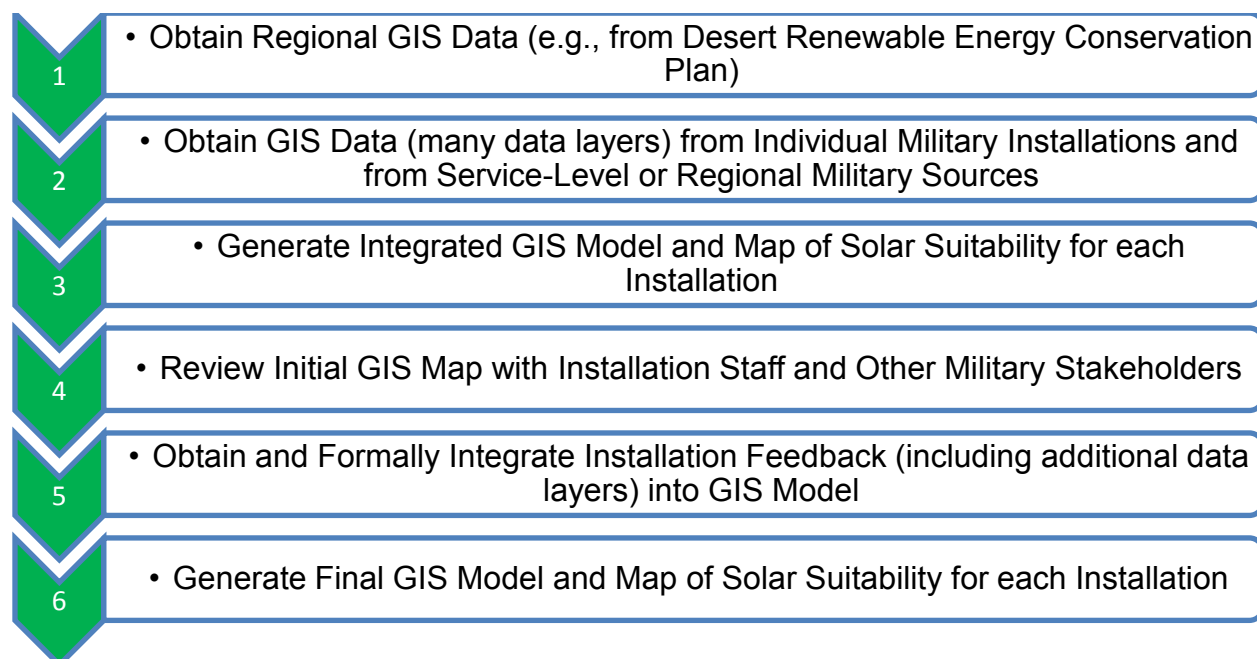 1
• Obtain Regional GIS Data (e.g., from Desert Renewable Energy Conservation
Plan)
2
• Obtain GIS Data (many data layers) from Individual Military Installations and
from Service-Level or Regional Military Sources
3
• Generate Integrated GIS Model and Map of Solar Suitability for each
Installation
4
• Review Initial GIS Map with Installation Staff and Other Military Stakeholders
5
• Obtain and Formally Integrate Installation Feedback (including additional data
layers) into GIS Model
6
• Generate Final GIS Model and Map of Solar Suitability for each Installation